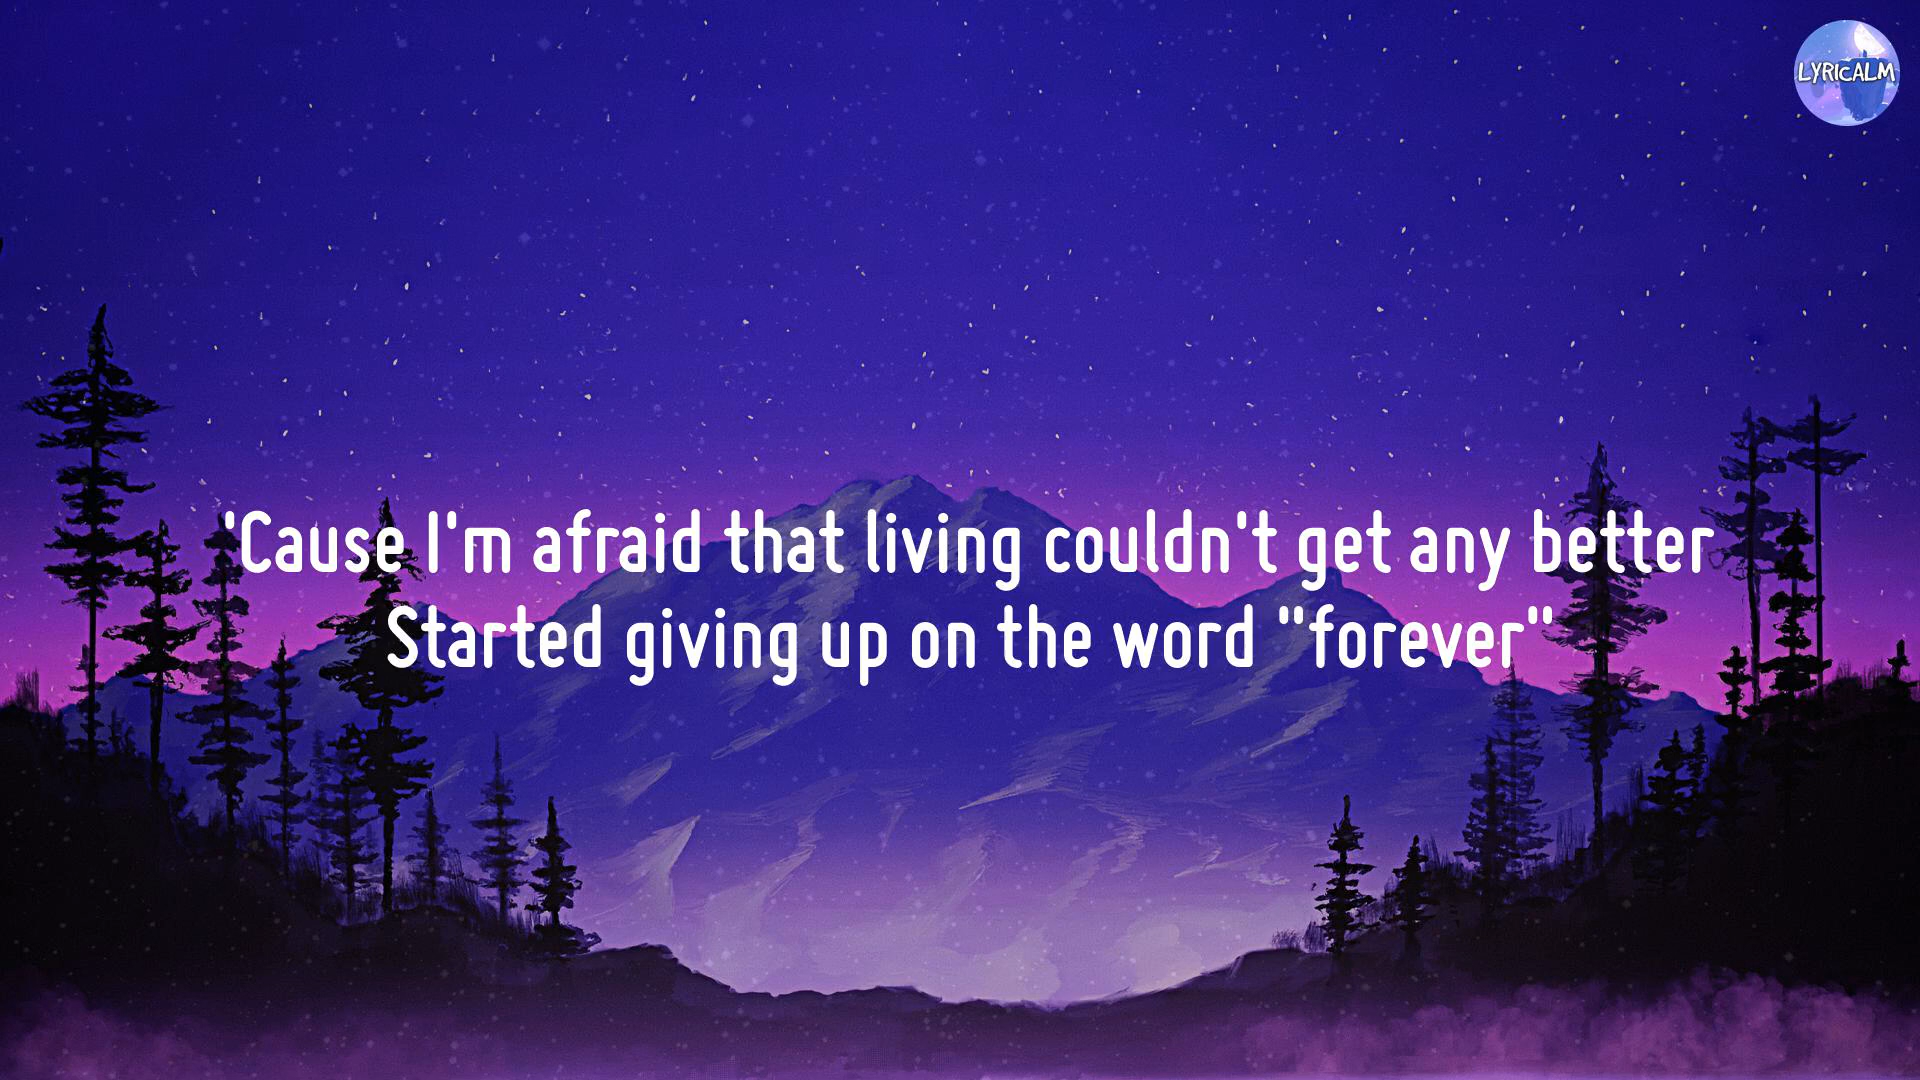 LYRICALM
'Cause I'm afraid that living couldn't get any better
Started giving up on the word "forever"